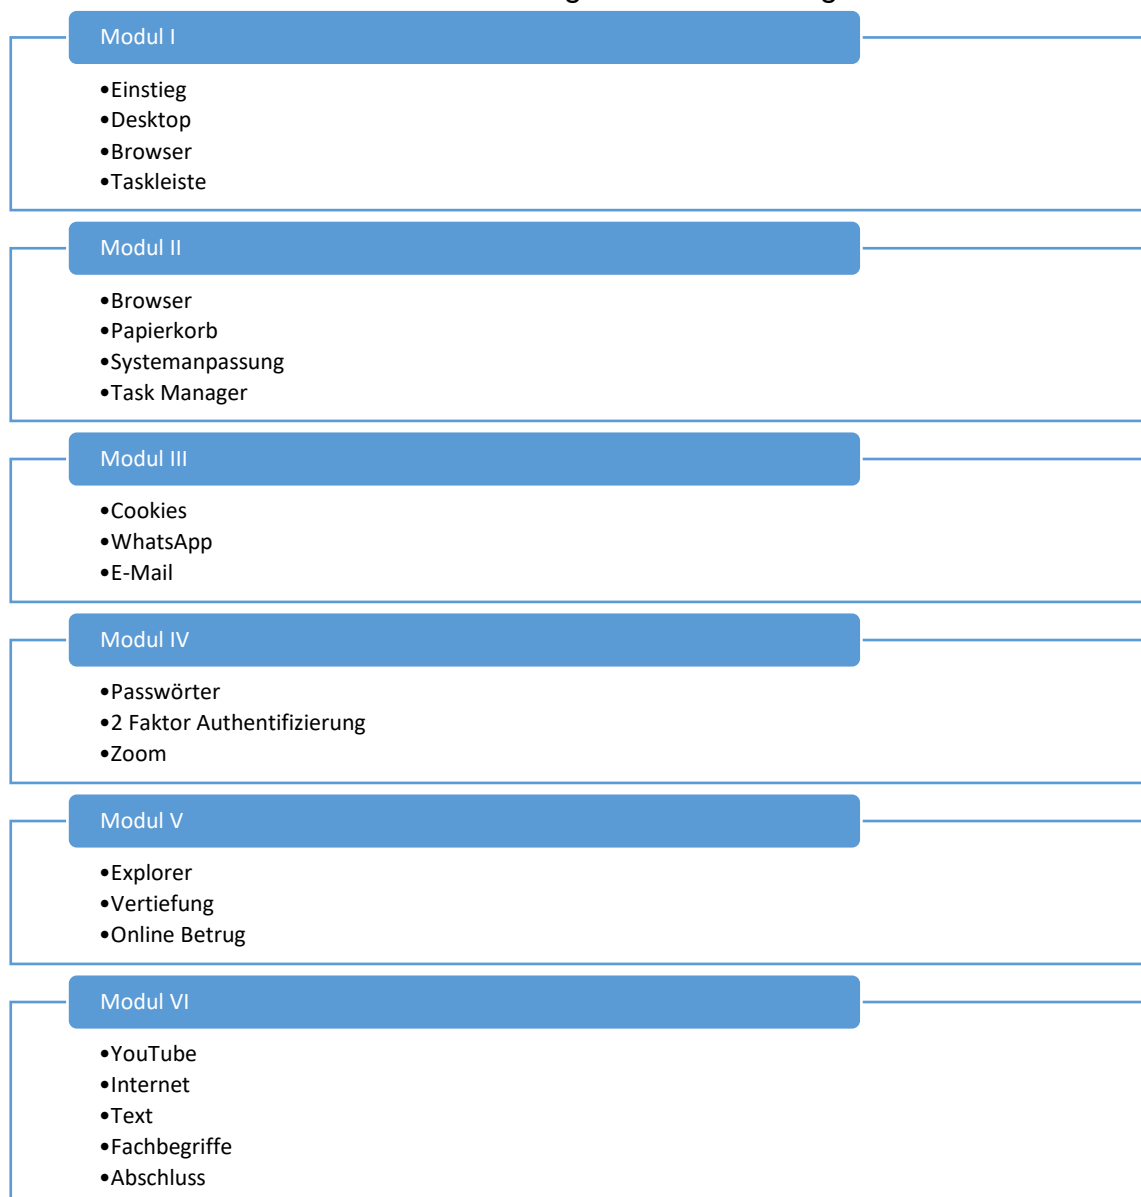 Modul I
•Einstieg
•Desktop
•Browser
•Taskleiste
Modul II
•Browser
•Papierkorb
•Systemanpassung
•Task Manager
Modul III
•Cookies
•WhatsApp
•E-Mail
Modul IV
•Passwörter
•2 Faktor Authentifizierung
•Zoom
Modul V
•Explorer
•Vertiefung
•Online Betrug
Modul VI
•YouTube
•Internet
•Text
•Fachbegriffe
•Abschluss